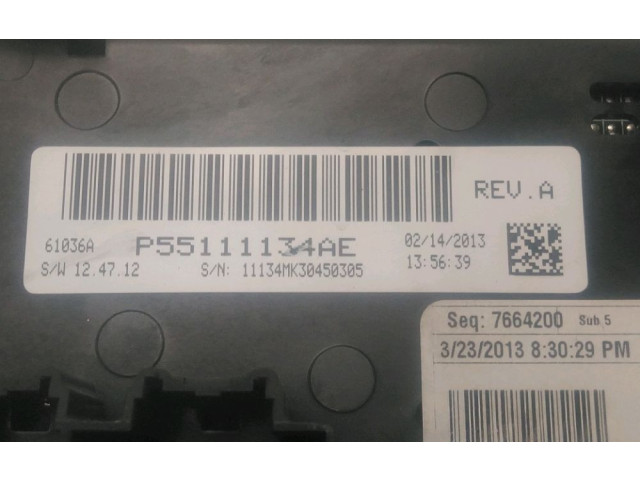 REV.A
61036A P55111134AE 02/14/2013
S/W 12.47.12 S/N: 11134MK30450305 13:56:39
Seq: 7664200 Sub 5
3/23/2013 8:30:29 PM